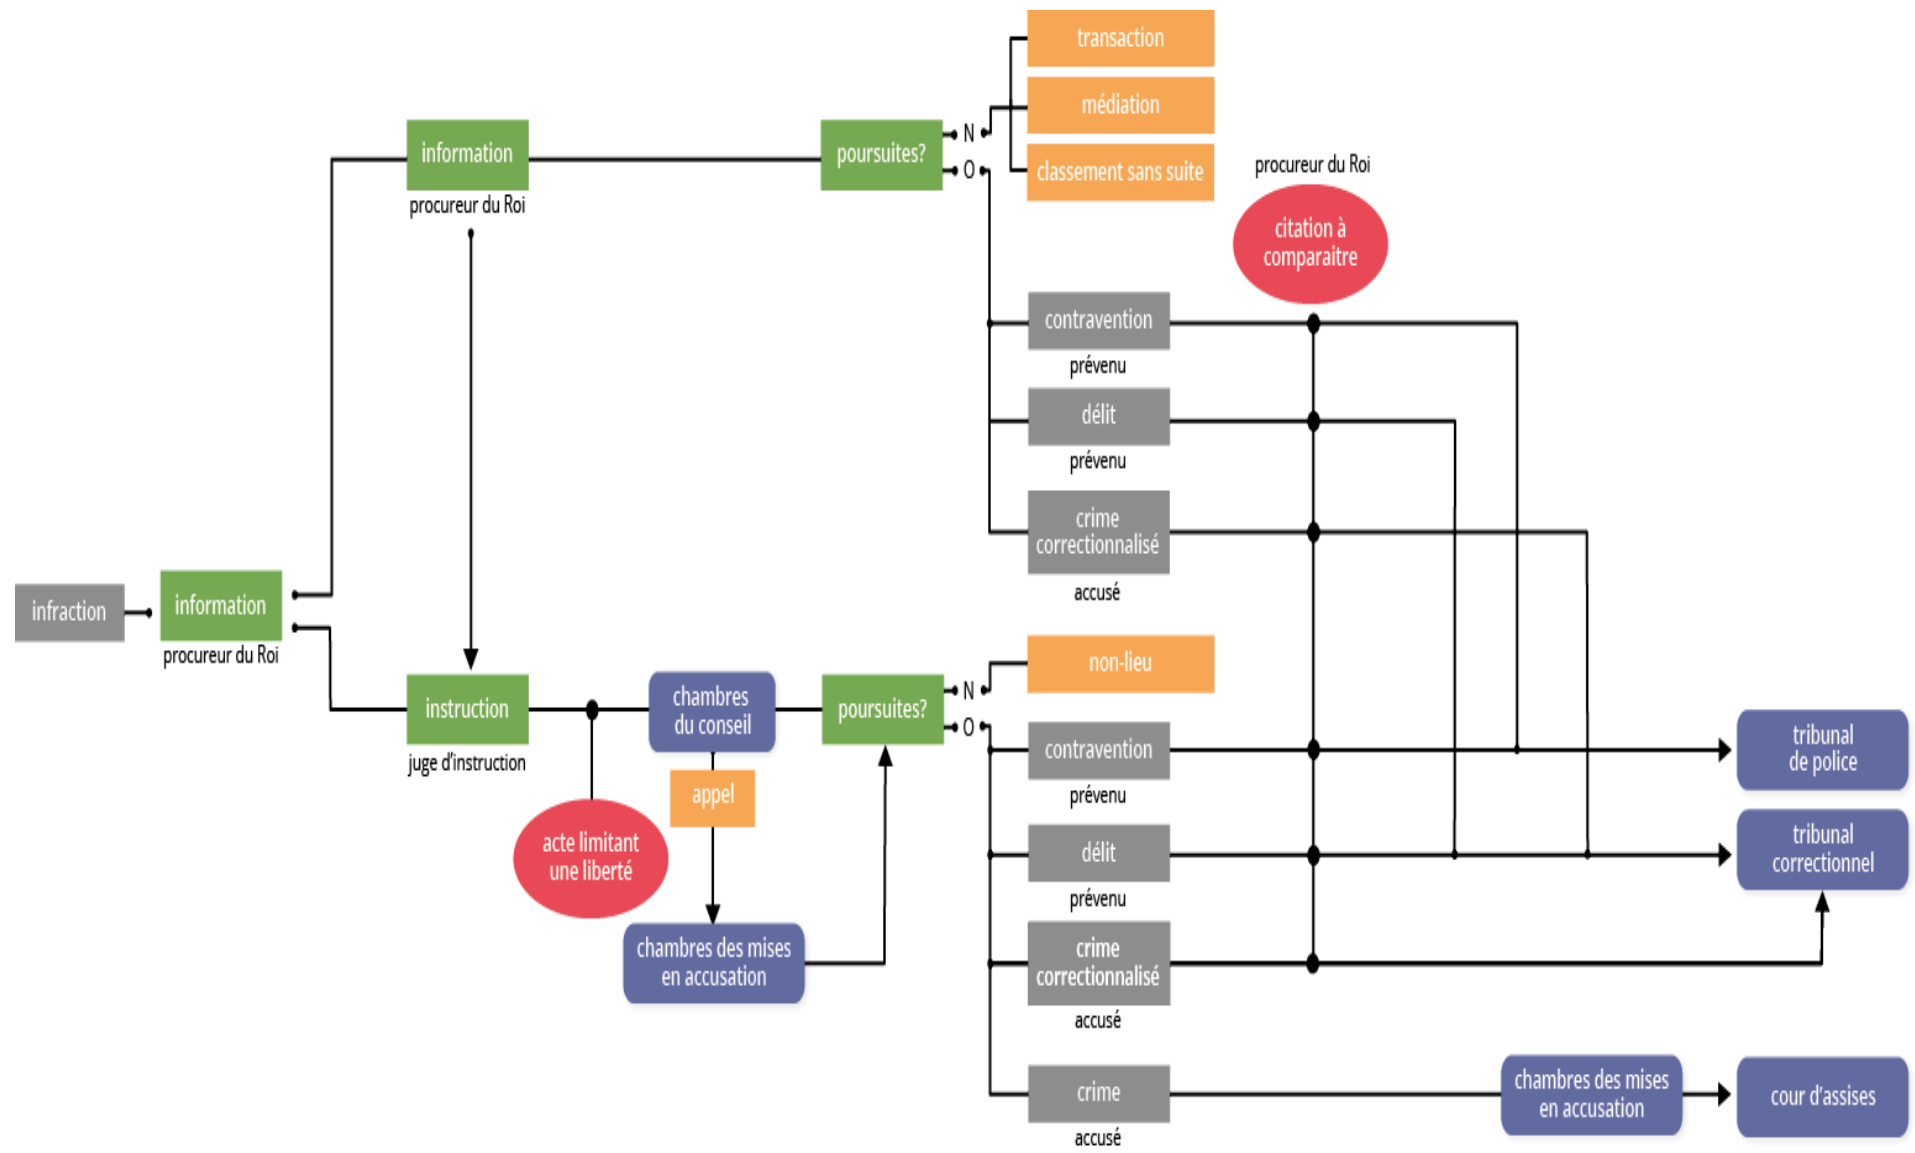 transaction
médiation
classement sans suite
information
procureur du Roi
poursuites?
N
O
procureur du Roi
citation à
comparaitre
contravention
prévenu
délit
prévenu
crime
correctionnalisé
accusé
infraction
information
procureur du Roi
instruction
juge d'instruction
acte limitant
une liberté
chambres
du conseil
appel
chambres des mises
en accusation
poursuites?
N
O
non-lieu
contravention
prévenu
délit
prévenu
crime
correctionnalisé
accusé
crime
accusé
tribunal
de police
tribunal
correctionnel
chambres des mises
en accusation
cour d'assises